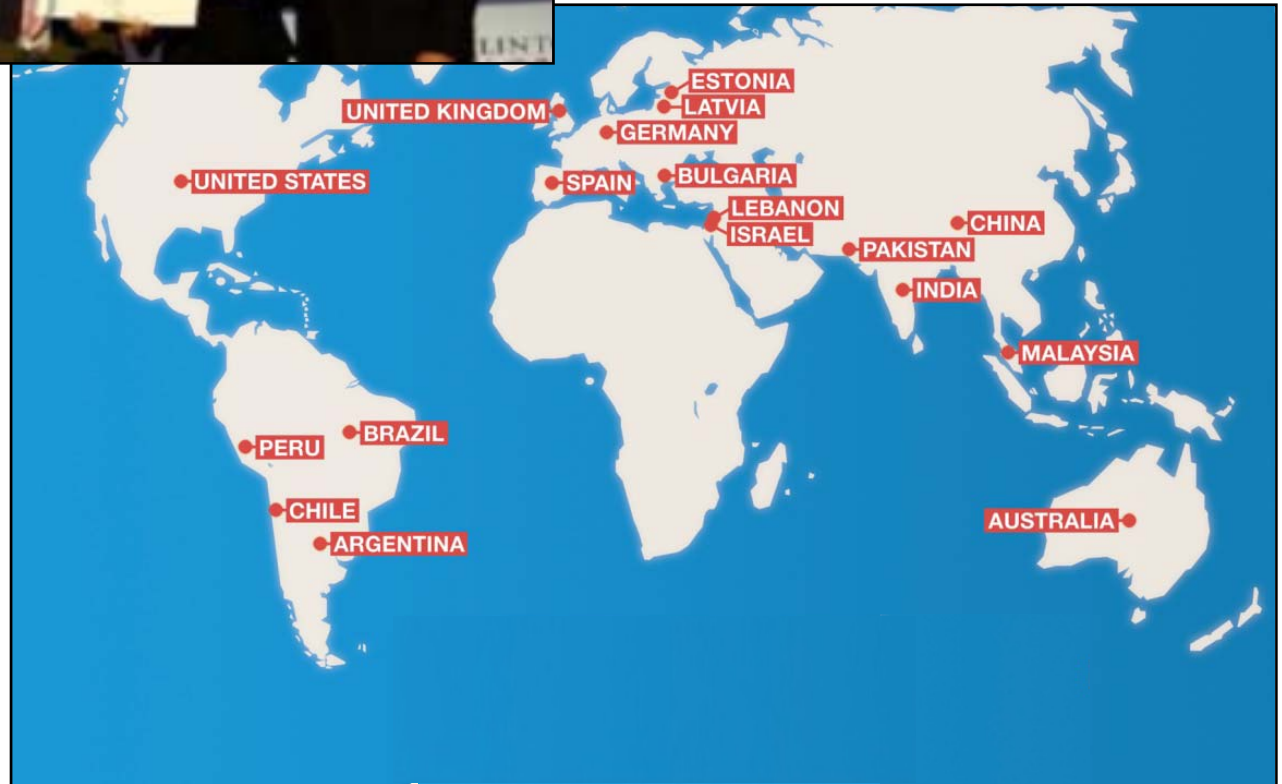 ESTONIA
UNITED KINGDOM
LATVIA
GERMANY
UNITED STATES
SPAIN
BULGARIA
LEBANON
ISRAEL
CHINA
PAKISTAN
INDIA
MALAYSIA
BRAZIL
PERU
CHILE
ARGENTINA
AUSTRALIA